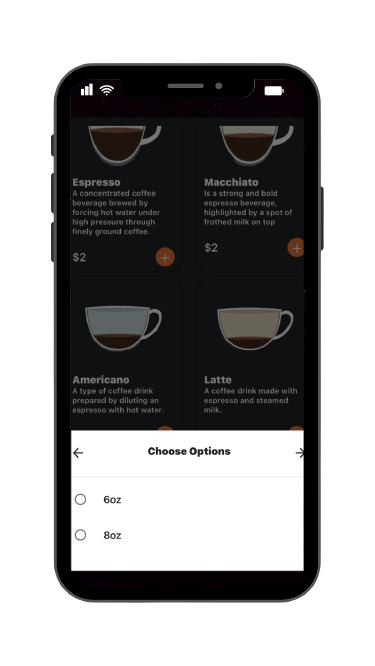 Espresso
A concentrated coffee
beverage brewed by
forcing hot water under
high pressure through
finely ground coffee.
$2
Macchiato
Is a strong and bold
espresso beverage,
highlighted by a spot of
frothed milk on top
$2
Americano
A type of coffee drink
prepared by diluting an
espresso with hot water.
Latte
A coffee drink made with
espresso and steamed
milk.
Choose Options
6oz
8oz